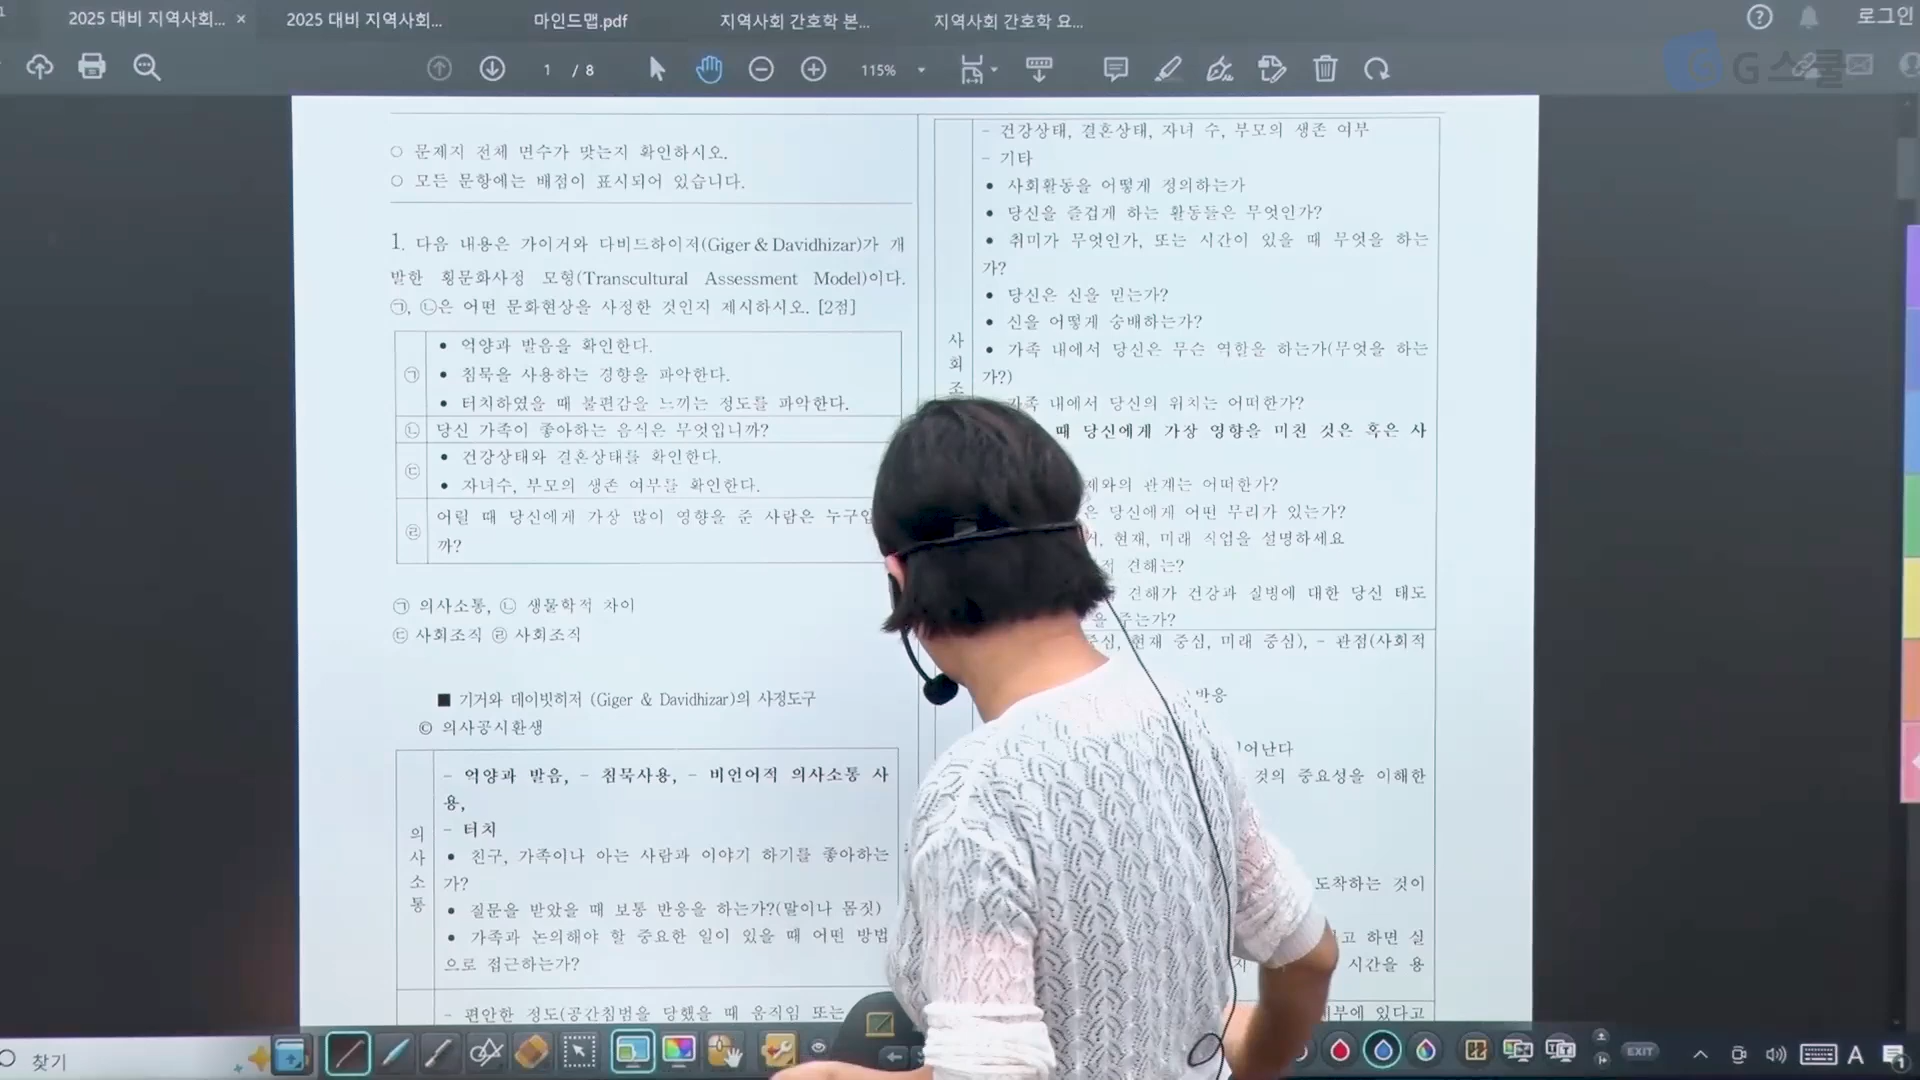 2025 대비 지역사회...
2025 대비 지역사회...
마인드맵.pdf
지역사회 간호학 본...
지역사회 간호학 요...
로그인
1 / 8
115%
G 스쿨
○ 문제지 전체 면수가 맞는지 확인하시오.
○ 모든 문항에는 배점이 표시되어 있습니다.
1. 다음 내용은 가이거와 다비드하이저(Giger & Davidhizar)가 개
발한 횡문화사정 모형(Transcultural Assessment Model)이다.
㉠, ㉡은 어떤 문화현상을 사정한 것인지 제시하시오. [2점]
㉠
• 억양과 발음을 확인한다.
• 침묵을 사용하는 경향을 파악한다.
• 터치하였을 때 불편감을 느끼는 정도를 파악한다.
㉡ 당신 가족이 좋아하는 음식은 무엇입니까?
㉢
• 건강상태와 결혼상태를 확인한다.
• 자녀수, 부모의 생존 여부를 확인한다.
㉣
어릴 때 당신에게 가장 많이 영향을 준 사람은 누구입
까?
㉠ 의사소통, ㉡ 생물학적 차이
㉢ 사회조직 ㉣ 사회조직
■ 기거와 데이빗히저 (Giger & Davidhizar)의 사정도구
© 의사공시환생
의사소통
- 억양과 발음, - 침묵사용, - 비언어적 의사소통 사
용,
- 터치
• 친구, 가족이나 아는 사람과 이야기 하기를 좋아하는
가?
• 질문을 받았을 때 보통 반응을 하는가?(말이나 몸짓)
• 가족과 논의해야 할 중요한 일이 있을 때 어떤 방법
으로 접근하는가?
- 편안한 정도(공간침범을 당했을 때 움직임 또는
사회조
- 건강상태, 결혼상태, 자녀 수, 부모의 생존 여부
- 기타
• 사회활동을 어떻게 정의하는가
• 당신을 즐겁게 하는 활동들은 무엇인가?
• 취미가 무엇인가, 또는 시간이 있을 때 무엇을 하는
가?
• 당신은 신을 믿는가?
• 신을 어떻게 숭배하는가?
• 가족 내에서 당신은 무슨 역할을 하는가(무엇을 하는
가?)
가족 내에서 당신의 위치는 어떠한가?
때 당신에게 가장 영향을 미친 것은 혹은 사
제와의 관계는 어떠한가?
은 당신에게 어떤 무리가 있는가?
현재, 미래 직업을 설명하세요
견해는?
견해가 건강과 질병에 대한 당신 태도
을 주는가?
중심, 현재 중심, 미래 중심), - 관점(사회적
반응
어난다
것의 중요성을 이해한
도착하는 것이
고 하면 실
시간을 용
내부에 있다고
찾기
EXIT
A
1